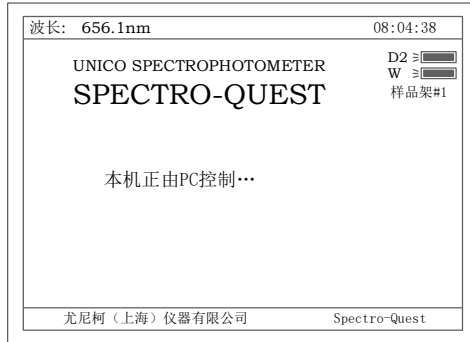 波长: 656.1nm 08:04:38
UNICO SPECTROPHOTOMETER D2
SPECTRO-QUEST W
样品架#1
本机正由PC控制…
尤尼柯（上海）仪器有限公司 Spectro-Quest